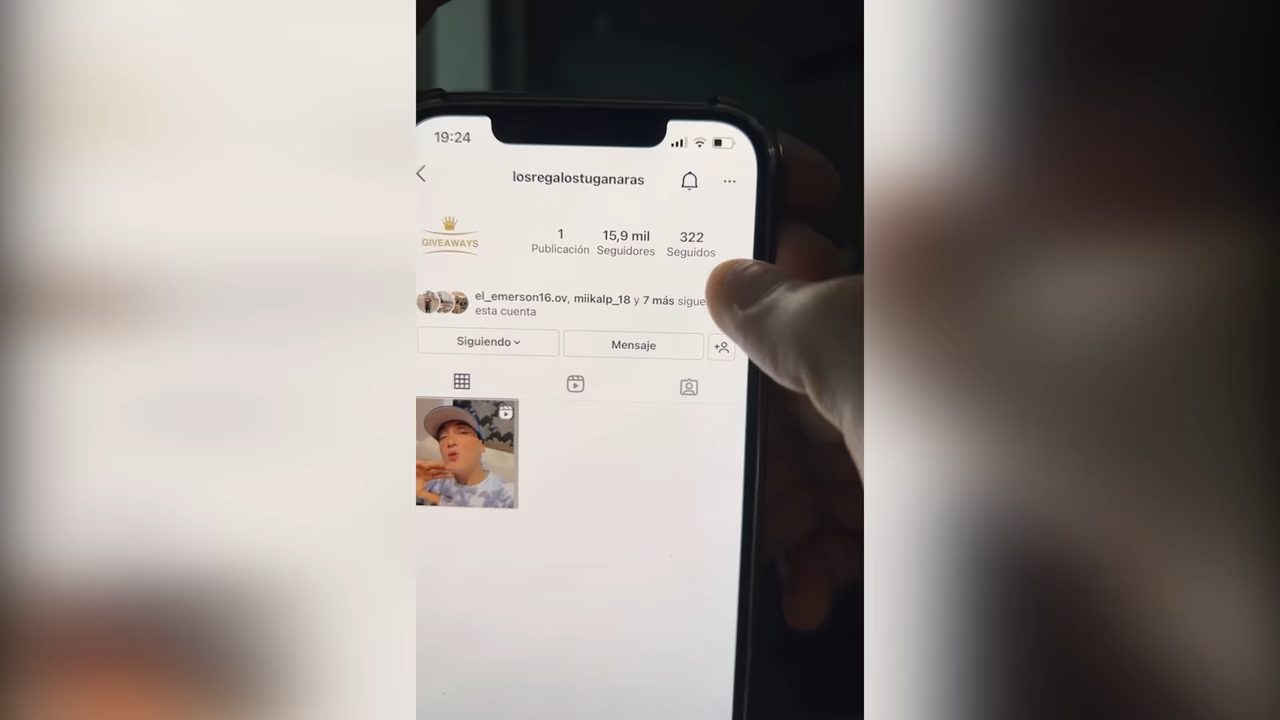 19:24
losregalostuganaras
GIVEAWAYS
1
Publicación
15,9 mil
Seguidores
322
Seguidos
el_emerson16.ov, miikalp_18 y 7 más sigue
esta cuenta
Siguiendo
Mensaje